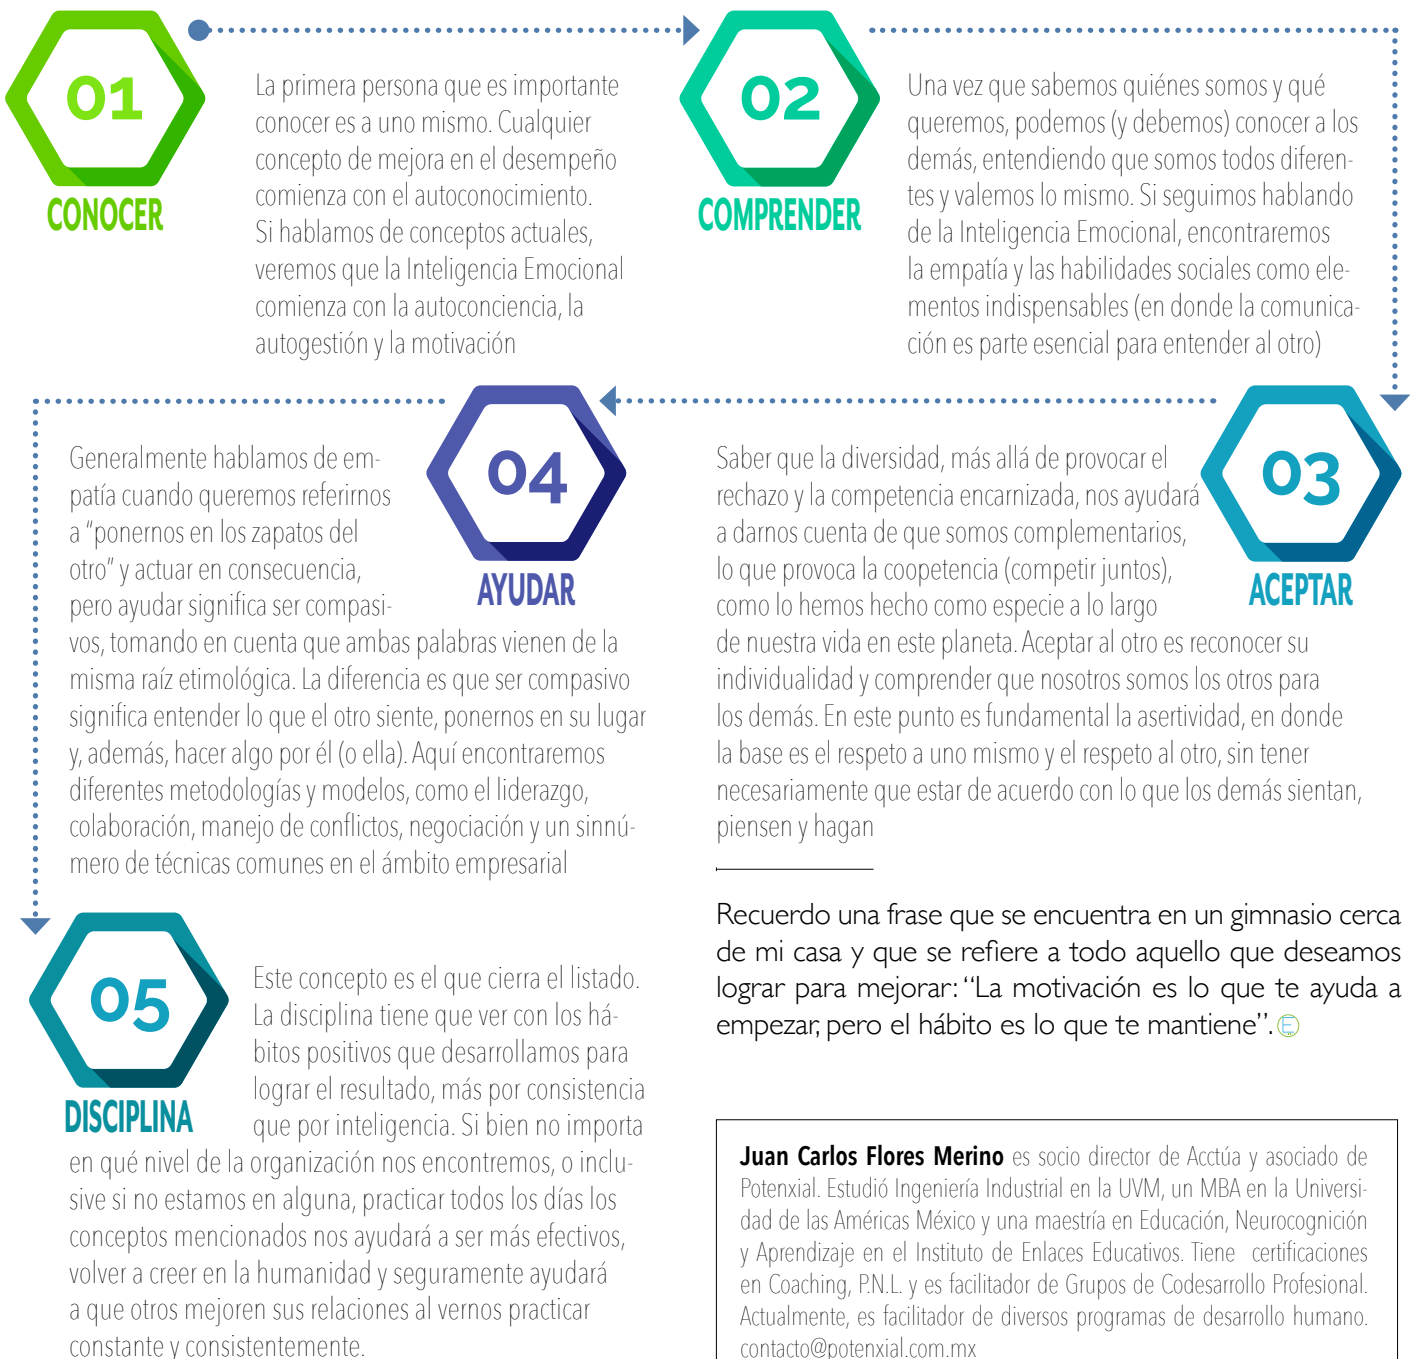 01
CONOCER
La primera persona que es importante
conocer es a uno mismo. Cualquier
concepto de mejora en el desempeño
comienza con el autoconocimiento.
Si hablamos de conceptos actuales,
veremos que la Inteligencia Emocional
comienza con la autoconciencia, la
autogestión y la motivación
02
COMPRENDER
Una vez que sabemos quiénes somos y qué
queremos, podemos (y debemos) conocer a los
demás, entendiendo que somos todos diferen-
tes y valemos lo mismo. Si seguimos hablando
de la Inteligencia Emocional, encontraremos
la empatía y las habilidades sociales como ele-
mentos indispensables (en donde la comunica-
ción es parte esencial para entender al otro)
03
ACEPTAR
Saber que la diversidad, más allá de provocar el
rechazo y la competencia encarnizada, nos ayudará
a darnos cuenta de que somos complementarios,
lo que provoca la coopetencia (competir juntos),
como lo hemos hecho como especie a lo largo
de nuestra vida en este planeta. Aceptar al otro es reconocer su
individualidad y comprender que nosotros somos los otros para
los demás. En este punto es fundamental la asertividad, en donde
la base es el respeto a uno mismo y el respeto al otro, sin tener
necesariamente que estar de acuerdo con lo que los demás sientan,
piensen y hagan
04
AYUDAR
Generalmente hablamos de em-
patía cuando queremos referirnos
a “ponernos en los zapatos del
otro” y actuar en consecuencia,
pero ayudar significa ser compasi-
vos, tomando en cuenta que ambas palabras vienen de la
misma raíz etimológica. La diferencia es que ser compasivo
significa entender lo que el otro siente, ponernos en su lugar
y, además, hacer algo por él (o ella). Aquí encontraremos
diferentes metodologías y modelos, como el liderazgo,
colaboración, manejo de conflictos, negociación y un sinnú-
mero de técnicas comunes en el ámbito empresarial
05
DISCIPLINA
Este concepto es el que cierra el listado.
La disciplina tiene que ver con los há-
bitos positivos que desarrollamos para
lograr el resultado, más por consistencia
que por inteligencia. Si bien no importa
en qué nivel de la organización nos encontremos, o inclu-
sive si no estamos en alguna, practicar todos los días los
conceptos mencionados nos ayudará a ser más efectivos,
volver a creer en la humanidad y seguramente ayudará
a que otros mejoren sus relaciones al vernos practicar
constante y consistentemente.
Recuerdo una frase que se encuentra en un gimnasio cerca
de mi casa y que se refiere a todo aquello que deseamos
lograr para mejorar: “La motivación es lo que te ayuda a
empezar, pero el hábito es lo que te mantiene”. E
Juan Carlos Flores Merino es socio director de Acctúa y asociado de
Potenxial. Estudió Ingeniería Industrial en la UVM, un MBA en la Universi-
dad de las Américas México y una maestría en Educación, Neurocognición
y Aprendizaje en el Instituto de Enlaces Educativos. Tiene certificaciones
en Coaching, P.N.L. y es facilitador de Grupos de Codesarrollo Profesional.
Actualmente, es facilitador de diversos programas de desarrollo humano.
contacto@potenxial.com.mx